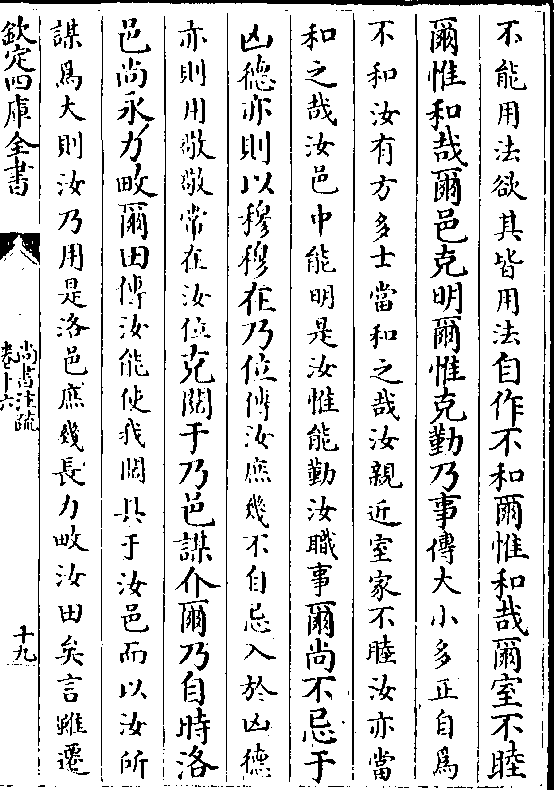 不能用法欲其皆用法自作不和爾惟和哉爾室不睦
爾惟和哉爾邑克明爾惟克勤乃事傳大小多正自爲
不和汝有方多士當和之哉汝親近室家不睦汝亦當
和之哉汝邑中能明是汝惟能勤汝職事爾尚不忌于
凶德亦則以穆穆在乃位傳汝庶幾不自忌入於凶德
亦則用敬敬常在汝位克閱于乃邑謀介爾乃自時洛
邑尚永力畋爾田傳汝能使我閱具于汝邑而以汝所
謀爲大則汝乃用是洛邑庶幾長力畋汝田矣言雖遷
欽定四庫全書
尚書注疏
卷十六
十九